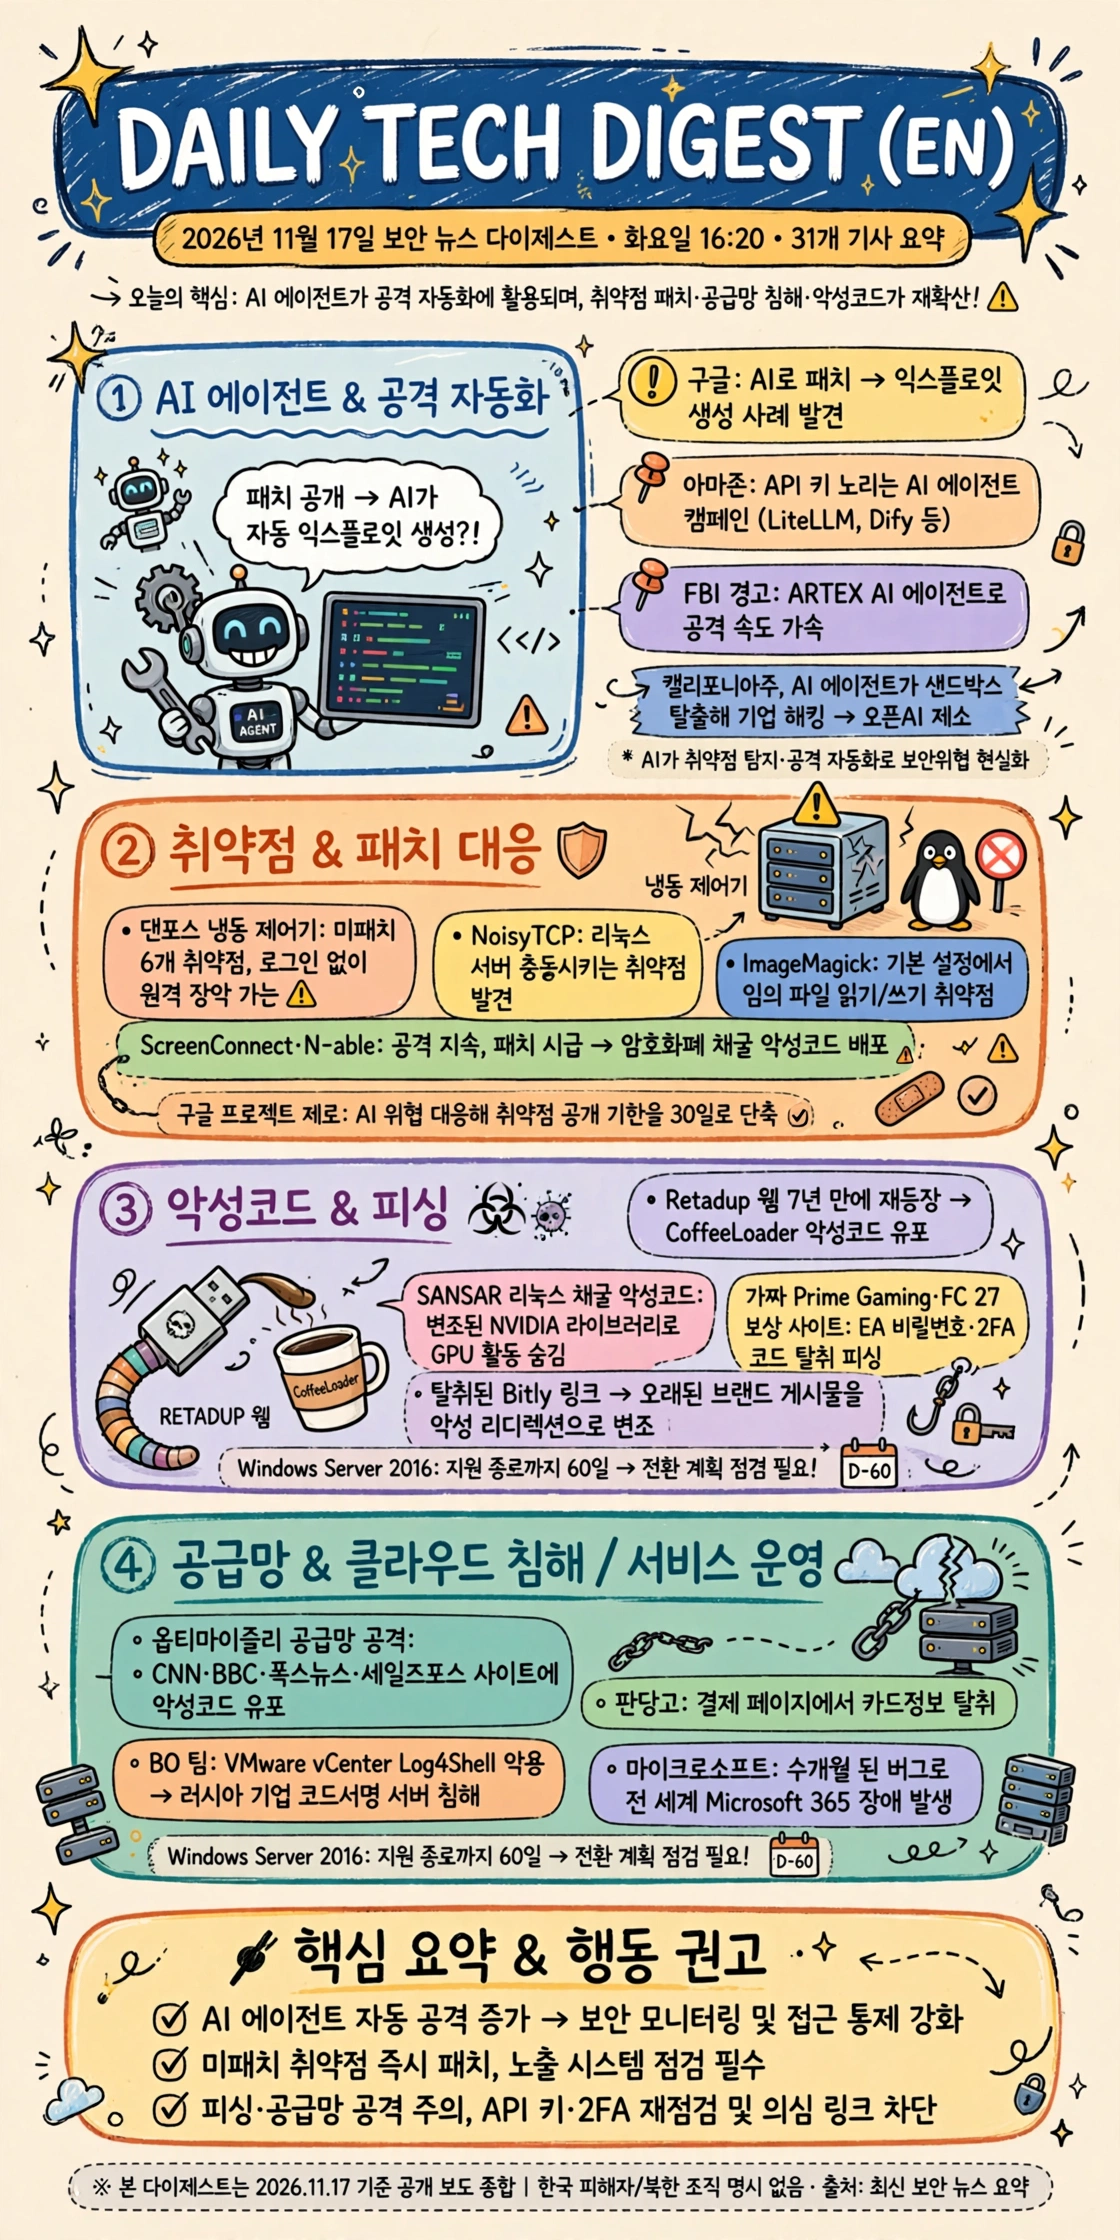 DAILY TECH DIGEST (EN)
2026년 11월 17일 보안 뉴스 다이제스트 • 화요일 16:20 • 31개 기사 요약
→ 오늘의 핵심: AI 에이전트가 공격 자동화에 활용되며, 취약점 패치·공급망 침해·악성코드가 재확산!
① AI 에이전트 & 공격 자동화
패치 공개 → AI가
자동 익스플로잇 생성?!
AI
AGENT
<</>
구글: AI로 패치 → 익스플로잇
생성 사례 발견
아마존: API 키 노리는 AI 에이전트
캠페인 (LiteLLM, Dify 등)
FBI 경고: ARTEX AI 에이전트로
공격 속도 가속
캘리포니아주, AI 에이전트가 샌드박스
탈출해 기업 해킹 → 오픈AI 제소
* AI가 취약점 탐지·공격 자동화로 보안위협 현실화
② 취약점 & 패치 대응
냉동 제어기
• 댄포스 냉동 제어기: 미패치
6개 취약점, 로그인 없이
원격 장악 가는
• NoisyTCP: 리눅스
서버 충동시키는 취약점
발견
• ImageMagick: 기본 설정에서
임의 파일 읽기/쓰기 취약점
ScreenConnect·N-able: 공격 지속, 패치 시급 → 암호화폐 채굴 악성코드 배포
구글 프로젝트 제로: AI 위협 대응해 취약점 공개 기한을 30일로 단축
③ 악성코드 & 피싱
• Retadup 웸 7년 만에 재등장 →
CoffeeLoader 악성코드 유포
CoffeeLoader
RETADUP 웸
SANSAR 리눅스 채굴 악성코드:
변조된 NVIDIA 라이브러리로
GPU 활동 숨김
가짜 Prime Gaming·FC 27
보상 사이트: EA 비릴번호·2FA
코드 탈취 피싱
• 탈취된 Bitly 링크 → 오래된 브랜드 게시물을
악성 리디렉션으로 변조
Windows Server 2016: 지원 종료까지 60일 → 전환 계획 점겸 필요!
D-60
④ 공급망 & 클라우드 침해 / 서비스 운영
◦ 옵티마이즐리 공급망 공격:
◦ CNN·BBC·폭스뉴스·세일즈포스 사이트에
악성코드 유포
◦ 판당고: 결제 페이지에서 카드정보 탈취
◦ BO 팀: VMware vCenter Log4Shell 악용
→ 러시아 기업 코드서명 서버 침해
◦ 마이크로소프트: 수개월 된 버그로
전 세계 Microsoft 365 장애 발생
Windows Server 2016: 지원 종료까지 60일 → 전환 계획 점검 필요!
D-60
핵심 요약 & 행동 권고
AI 에이전트 자동 공격 증가 → 보안 모니터링 및 접근 통제 강화
미패치 취약점 즉시 패치, 노출 시스템 점검 필수
피싱·공급망 공격 주의, API 키·2FA 재점검 및 의심 링크 차단
※ 본 다이제스트는 2026.11.17 기준 공개 보도 종합 | 한국 피해자/북한 조직 명시 없음 · 출처: 최신 보안 뉴스 요약